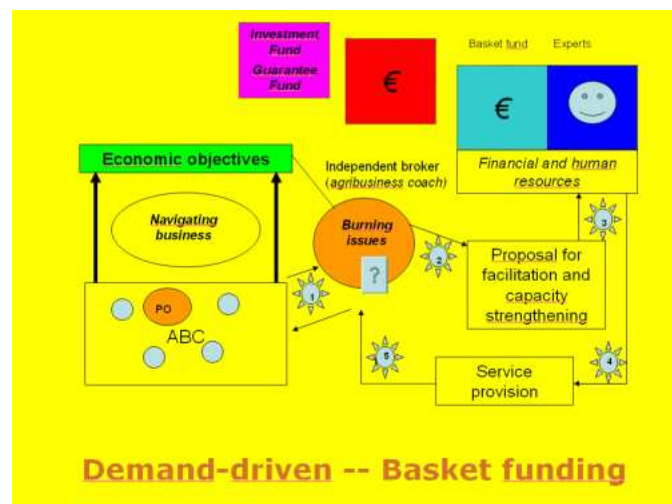 Investment
Fund
Guarantee
Fund
€
Basket fund
Experts
€
Financial and human
resources
Economic objectives
Independent broker
(agribusiness coach)
Navigating
business
Burning
issues
?
1
2
3
Proposal for
facilitation and
capacity
strengthening
PO
ABC
5
4
Service
provision
Demand-driven -- Basket funding